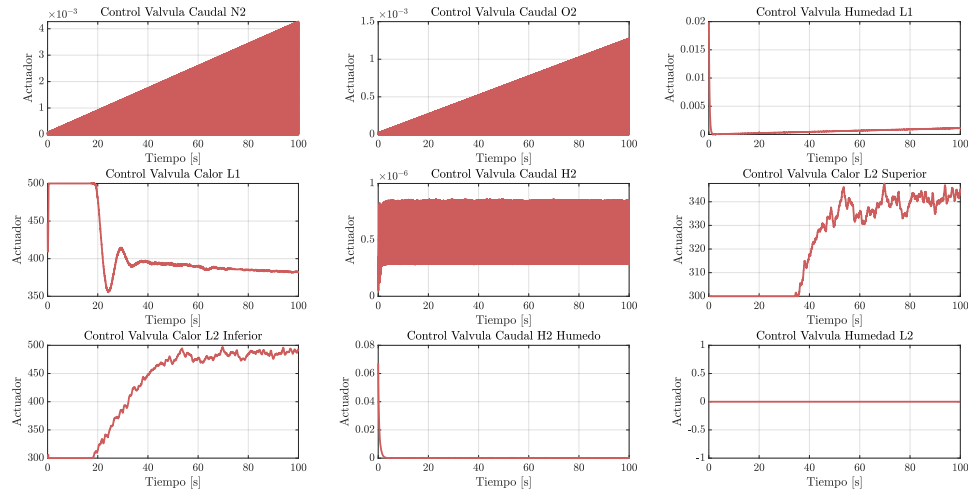 Control Valvula Caudal N2
×10⁻³
4
3
2
1
0
Actuador
0 20 40 60 80 100
Tiempo [s]
Control Valvula Caudal O2
×10⁻³
1.5
1
0.5
0
Actuador
0 20 40 60 80 100
Tiempo [s]
Control Valvula Humedad L1
0.02
0.015
0.01
0.005
0
Actuador
0 20 40 60 80 100
Tiempo [s]
Control Valvula Calor L1
500
450
400
350
Actuador
0 20 40 60 80 100
Tiempo [s]
Control Valvula Caudal H2
×10⁻⁶
1
0.5
0
Actuador
0 20 40 60 80 100
Tiempo [s]
Control Valvula Calor L2 Superior
340
330
320
310
300
Actuador
0 20 40 60 80 100
Tiempo [s]
Control Valvula Calor L2 Inferior
500
450
400
350
300
Actuador
0 20 40 60 80 100
Tiempo [s]
Control Valvula Caudal H2 Humedo
0.08
0.06
0.04
0.02
0
Actuador
0 20 40 60 80 100
Tiempo [s]
Control Valvula Humedad L2
1
0.5
0
-0.5
-1
Actuador
0 20 40 60 80 100
Tiempo [s]